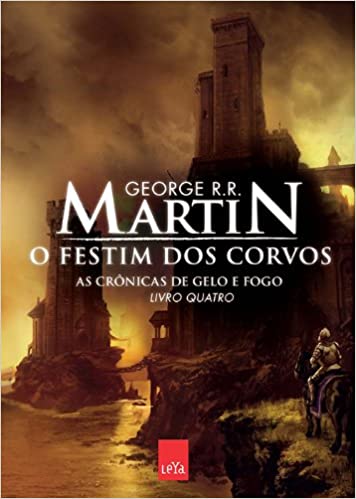 GEORGE R.R.
MARTIN
O FESTIM DOS CORVOS
AS CRÔNICAS DE GELO E FOGO
LIVRO QUATRO
LEYA